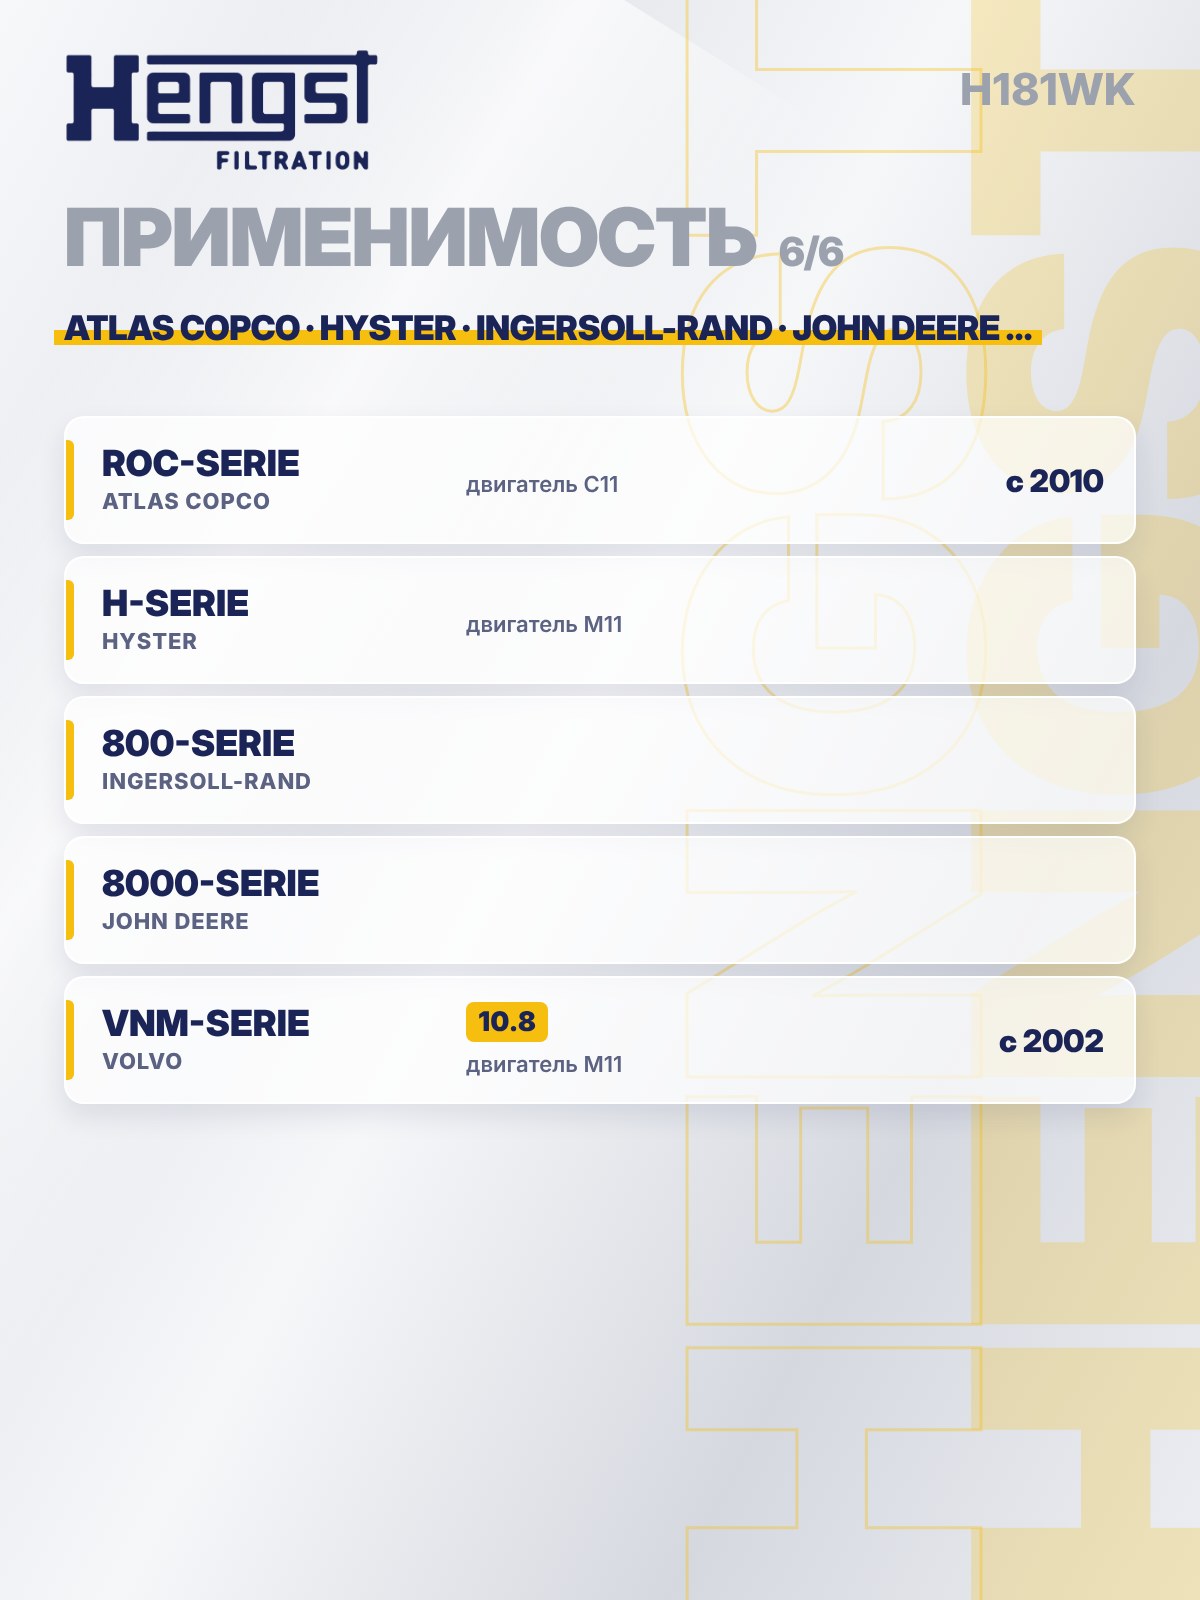 Hengst
FILTRATION
H181WK
ПРИМЕНИМОСТЬ 6/6
ATLAS COPCO · HYSTER · INGERSOLL-RAND · JOHN DEERE ...
ROC-SERIE
ATLAS COPCO
двигатель C11
с 2010
H-SERIE
HYSTER
двигатель M11
800-SERIE
INGERSOLL-RAND
8000-SERIE
JOHN DEERE
VNM-SERIE
VOLVO
10.8
двигатель M11
с 2002
HENGST
HENGST